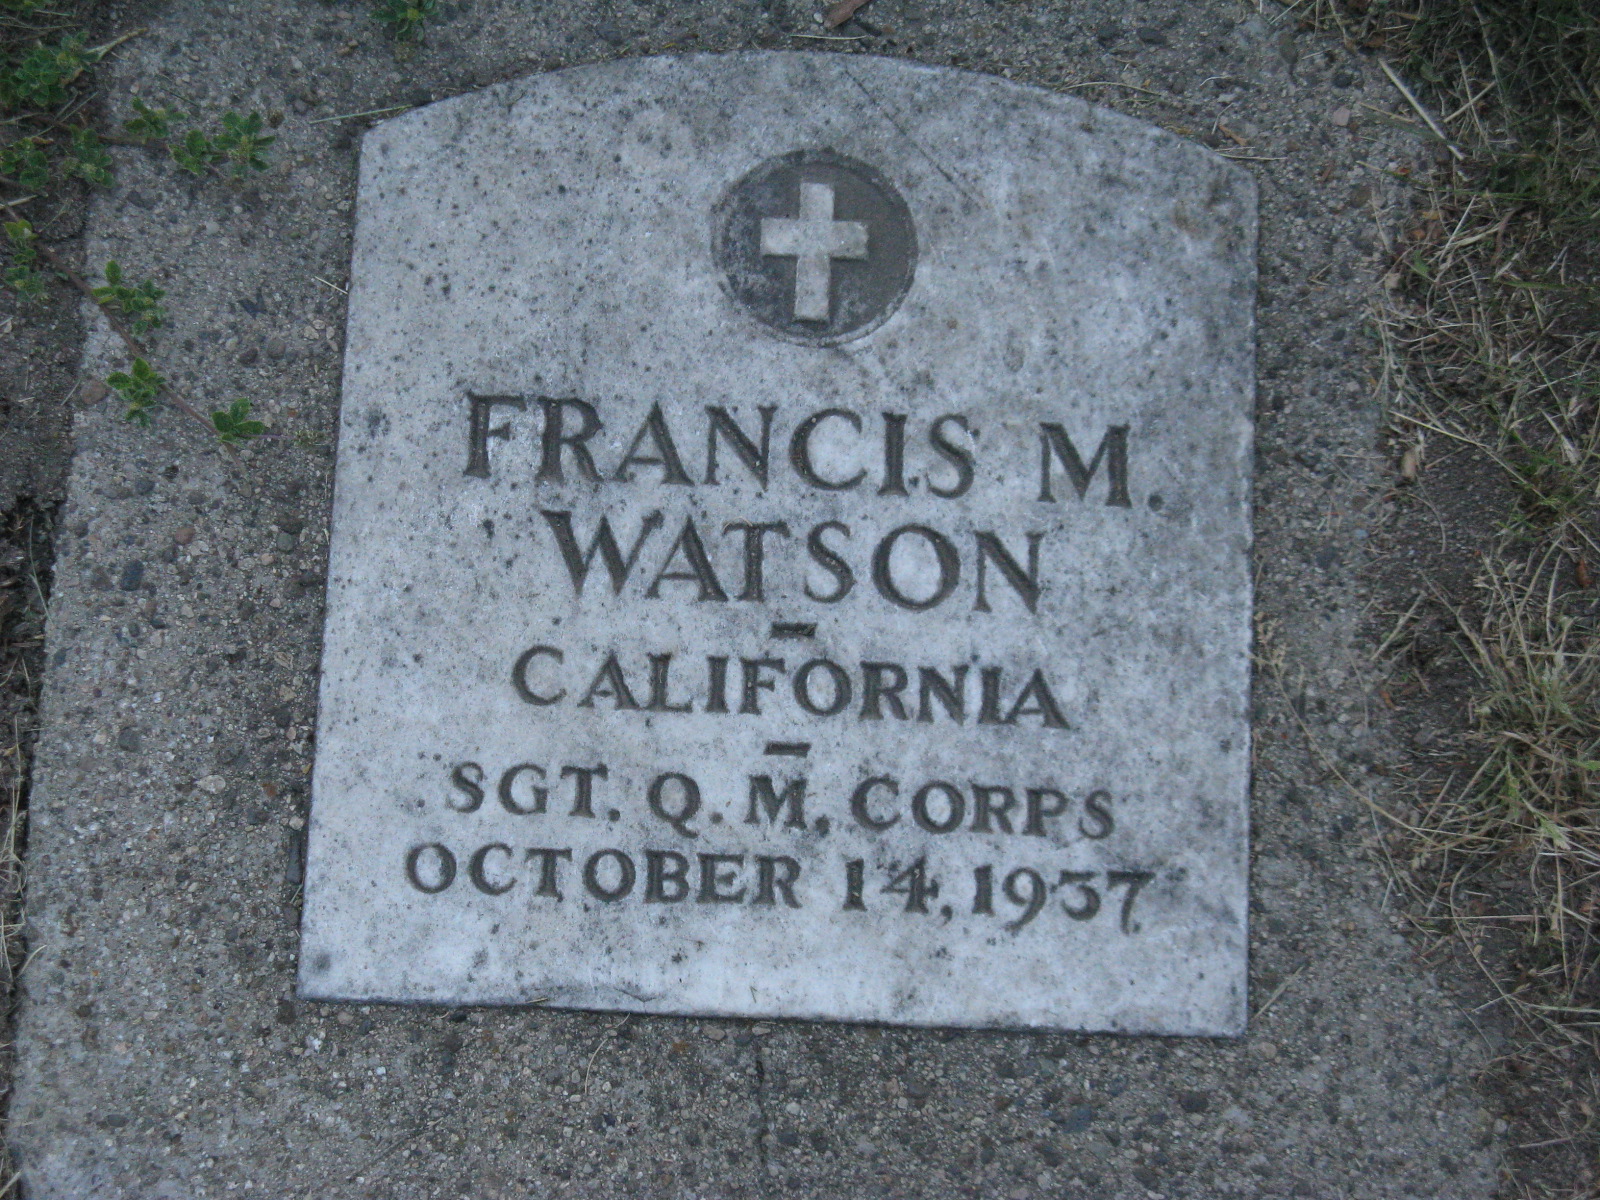 FRANCIS M.
WATSON
-
CALIFORNIA
-
SGT. Q. M. CORPS
OCTOBER 14, 1937